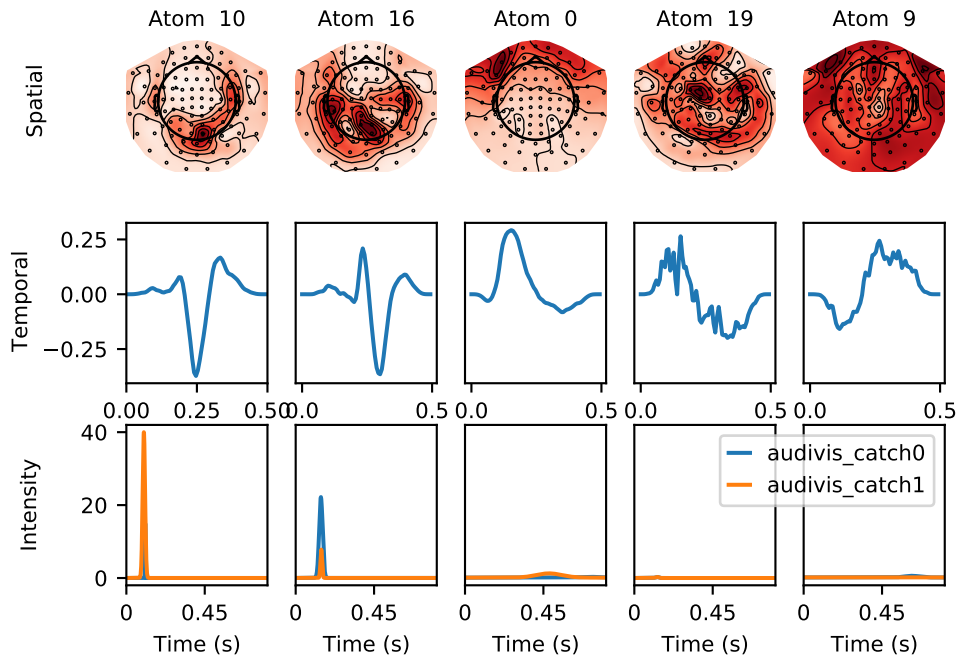 Atom 10 Atom 16 Atom 0 Atom 19 Atom 9
Spatial
Temporal
0.25
0.00
−0.25
0.0 0.25 0.50 0.0 0.5 0.0 0.5 0.0 0.5 0.0 0.5
Intensity
40
20
0
audivis_catch0
audivis_catch1
0 0.45 0 0.45 0 0.45 0 0.45 0 0.45
Time (s) Time (s) Time (s) Time (s) Time (s)